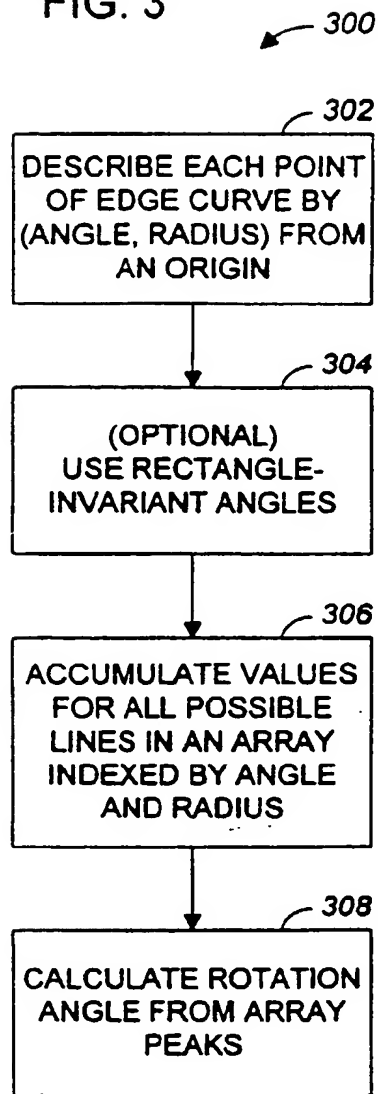 FIG. 3
300
302
DESCRIBE EACH POINT
OF EDGE CURVE BY
(ANGLE, RADIUS) FROM
AN ORIGIN
304
(OPTIONAL)
USE RECTANGLE-
INVARIANT ANGLES
306
ACCUMULATE VALUES
FOR ALL POSSIBLE
LINES IN AN ARRAY
INDEXED BY ANGLE
AND RADIUS
308
CALCULATE ROTATION
ANGLE FROM ARRAY
PEAKS